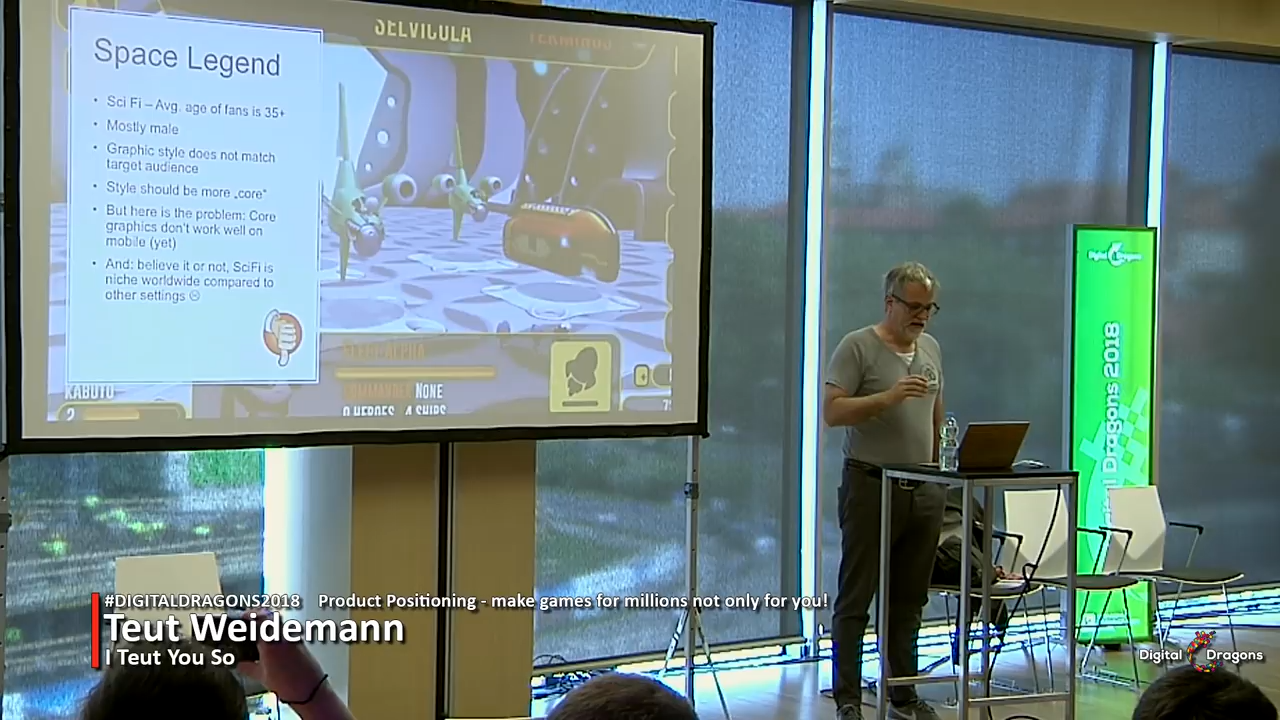 SELVICULA
TERMINUS
Space Legend
• Sci Fi – Avg. age of fans is 35+
• Mostly male
• Graphic style does not match
target audience
• Style should be more „core“
• But here is the problem: Core
graphics don't work well on
mobile (yet)
• And: believe it or not, SciFi is
niche worldwide compared to
other settings ☹
KABUTO
2
NONE
0 HEROES 4 SHIPS
Digital Dragons
Digital Dragons 2018
#DIGITALDRAGONS2018 Product Positioning - make games for millions not only for you!
Teut Weidemann
I Teut You So
Digital Dragons